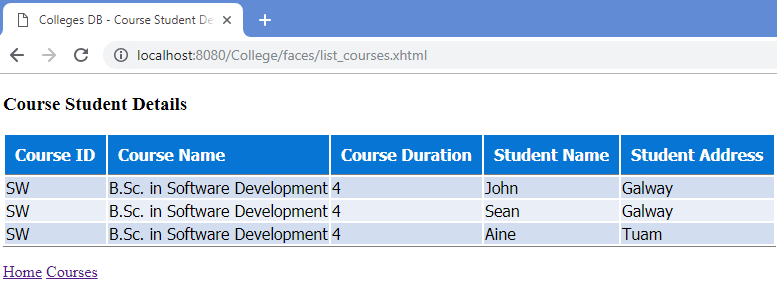 Colleges DB - Course Student De
localhost:8080/College/faces/list_courses.xhtml
Course Student Details
Course ID Course Name Course Duration Student Name Student Address
SW B.Sc. in Software Development 4 John Galway
SW B.Sc. in Software Development 4 Sean Galway
SW B.Sc. in Software Development 4 Aine Tuam
Home Courses